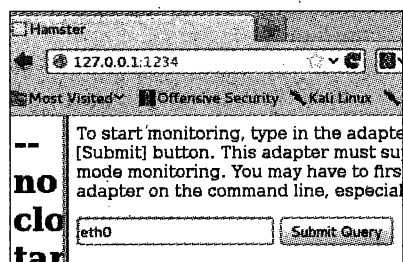 Hamster
127.0.0.1:1234
Most Visited Offensive Security Kali Linux
--
no
clo
tar
To start monitoring, type in the adapte
[Submit] button. This adapter must su
mode monitoring. You may have to firs
adapter on the command line, especial
eth0 Submit Query